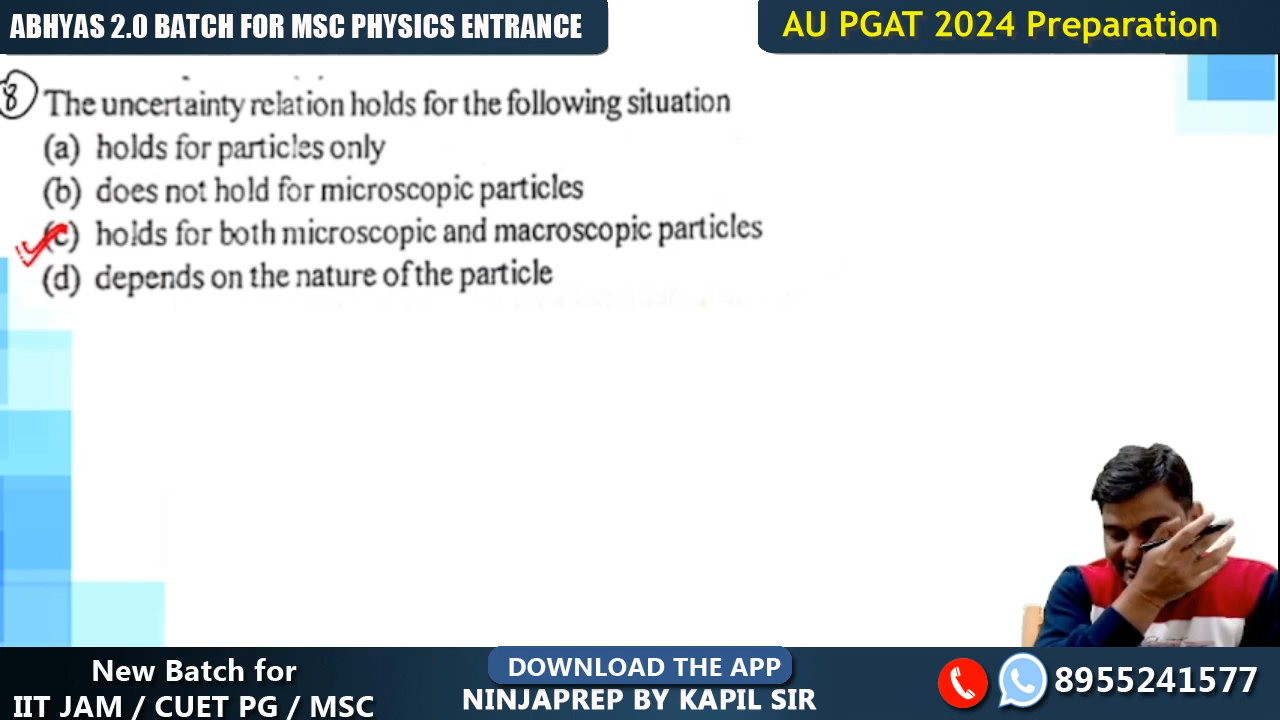 ABHYAS 2.0 BATCH FOR MSC PHYSICS ENTRANCE
AU PGAT 2024 Preparation
8 The uncertainty relation holds for the following situation
(a) holds for particles only
(b) does not hold for microscopic particles
(c) holds for both microscopic and macroscopic particles
(d) depends on the nature of the particle
New Batch for
IIT JAM / CUET PG / MSC
DOWNLOAD THE APP
NINJAPREP BY KAPIL SIR
8955241577